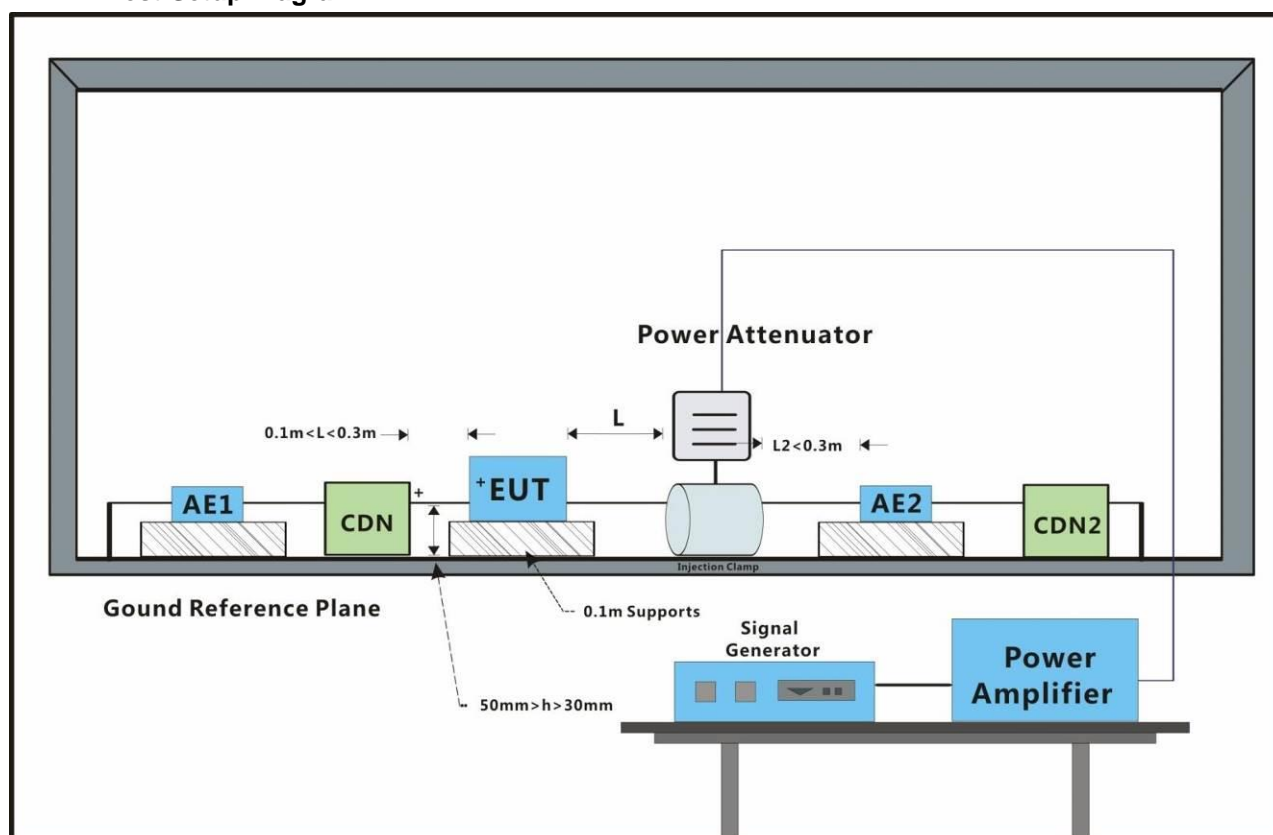 Power Attenuator
0.1m<L<0.3m
L
L2<0.3m
AE1
CDN
+
+EUT
AE2
CDN2
Injection Clamp
Gound Reference Plane
0.1m Supports
50mm>h>30mm
Signal
Generator
Power
Amplifier